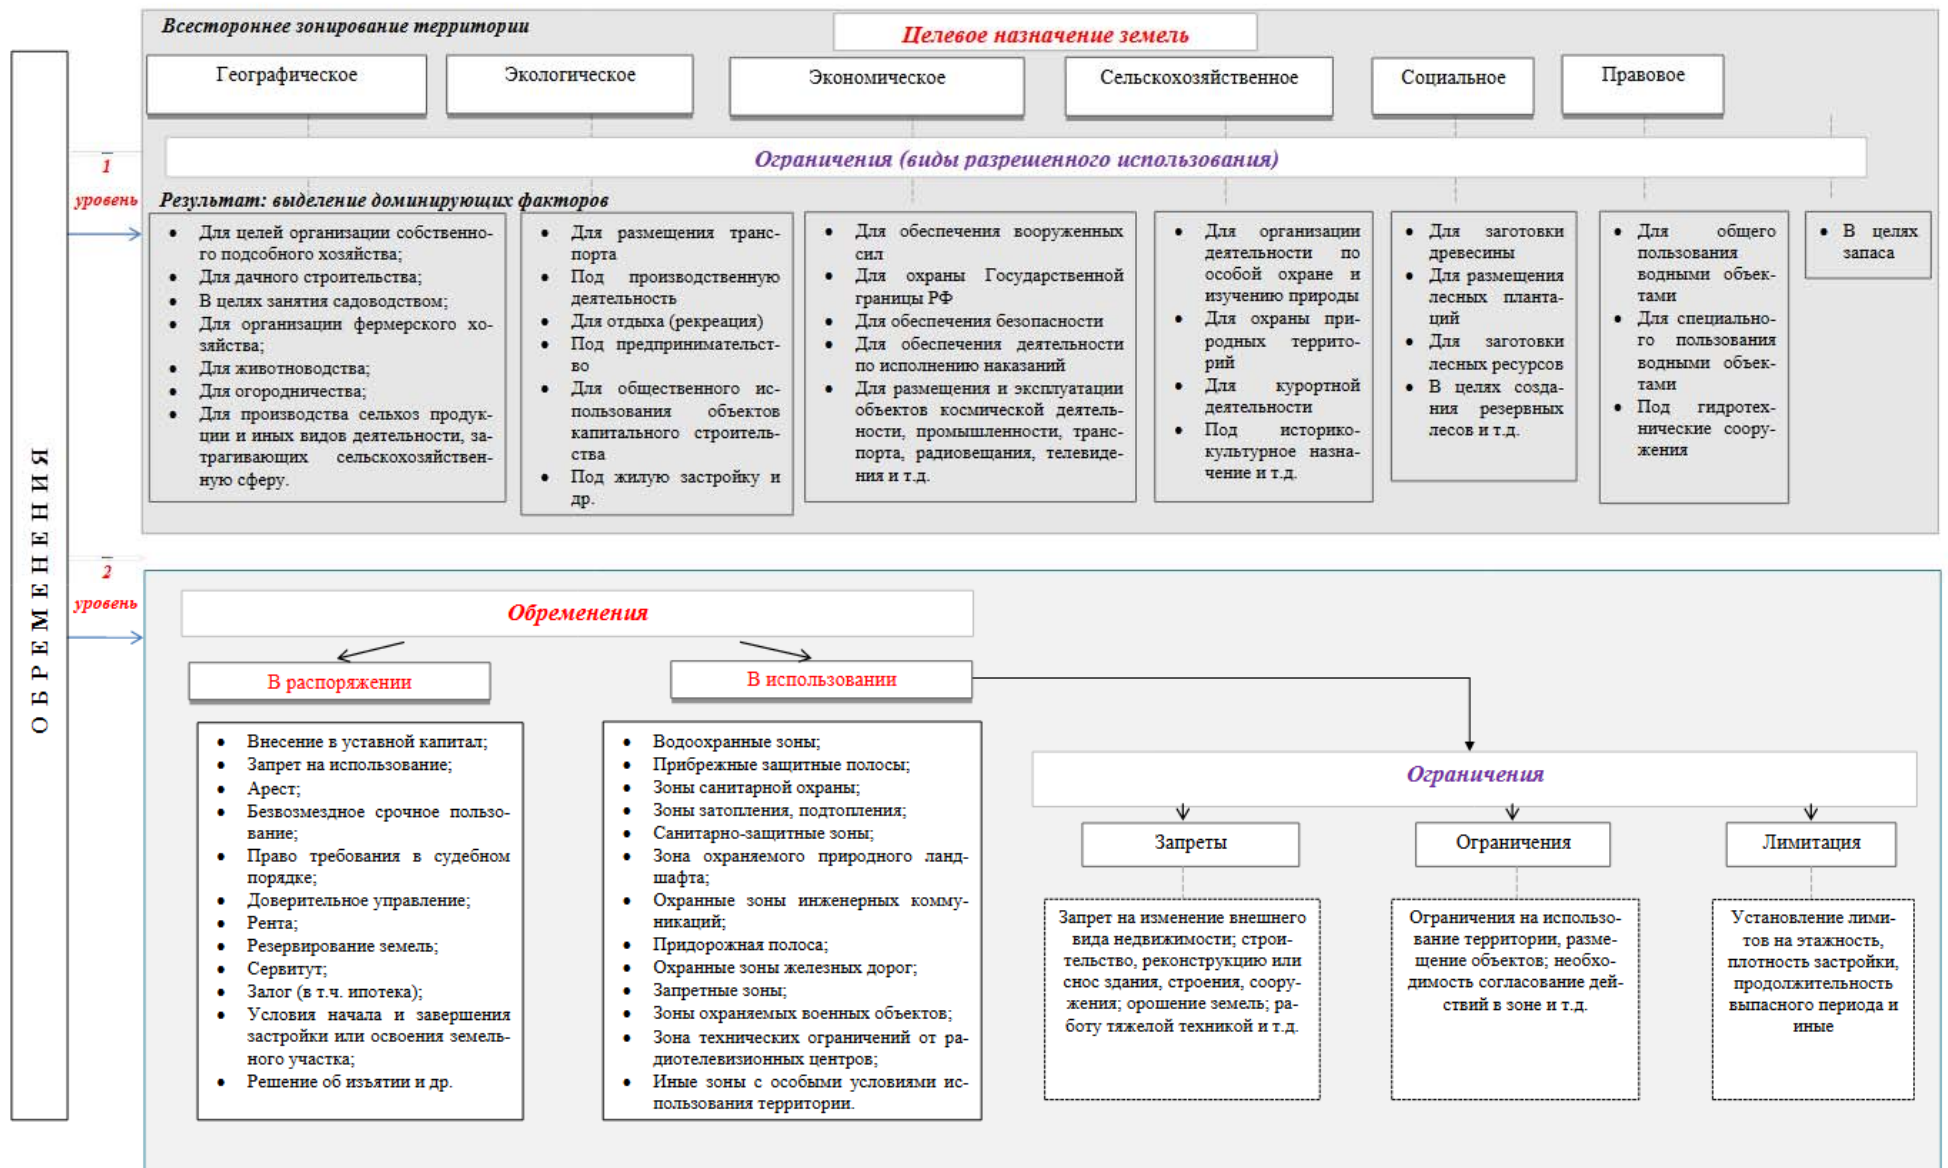 Всестороннее зонирование территории
Целевое назначение земель
Географическое
Экологическое
Экономическое
Сельскохозяйственное
Социальное
Правовое
ОБРЕМЕНЕНИЯ
1
уровень
Ограничения (виды разрешенного использования)
Результат: выделение доминирующих факторов
• Для целей организации собственно-
го подсобного хозяйства;
• Для дачного строительства;
• В целях занятия садоводством;
• Для организации фермерского хо-
зяйства;
• Для животноводства;
• Для огородничества;
• Для производства сельхоз продук-
ции и иных видов деятельности, за-
трагивающих сельскохозяйствен-
ную сферу.
• Для размещения транс-
порта
• Под производственную
деятельность
• Для отдыха (рекреация)
• Под предпринимательст-
во
• Для общественного ис-
пользования объектов
капитального строитель-
ства
• Под жилую застройку и
др.
• Для обеспечения вооруженных
сил
• Для охраны Государственной
границы РФ
• Для обеспечения безопасности
• Для обеспечения деятельности
по исполнению наказаний
• Для размещения и эксплуатации
объектов космической деятель-
ности, промышленности, транс-
порта, радиовещания, телевиде-
ния и т.д.
• Для организации
деятельности по
особой охране и
изучению природы
• Для охраны при-
родных террито-
рий
• Для курортной
деятельности
• Под историко-
культурное назна-
чение и т.д.
• Для заготовки
древесины
• Для размещения
лесных планта-
ций
• Для заготовки
лесных ресурсов
• В целях созда-
ния резервных
лесов и т.д.
• Для общего
пользования
водными объек-
тами
• Для специально-
го пользования
водными объек-
тами
• Под гидротех-
нические соору-
жения
• В целях
запаса
2
уровень
Обременения
В распоряжении
В использовании
• Внесение в уставной капитал;
• Запрет на использование;
• Арест;
• Безвозмездное срочное пользо-
вание;
• Право требования в судебном
порядке;
• Доверительное управление;
• Рента;
• Резервирование земель;
• Сервитут;
• Залог (в т.ч. ипотека);
• Условия начала и завершения
застройки или освоения земель-
ного участка;
• Решение об изъятии и др.
• Водоохранные зоны;
• Прибрежные защитные полосы;
• Зоны санитарной охраны;
• Зоны затопления, подтопления;
• Санитарно-защитные зоны;
• Зона охраняемого природного ланд-
шафта;
• Охранные зоны инженерных комму-
никаций;
• Придорожная полоса;
• Охранные зоны железных дорог;
• Запретные зоны;
• Зоны охраняемых военных объектов;
• Зона технических ограничений от ра-
диотелевизионных центров;
• Иные зоны с особыми условиями ис-
пользования территории.
Ограничения
Запреты
Ограничения
Лимитация
Запрет на изменение внешнего
вида недвижимости; строи-
тельство, реконструкцию или
снос здания, строения, соору-
жения; орошение земель; ра-
боту тяжелой техникой и т.д.
Ограничения на использо-
вание территории, разме-
щение объектов; необхо-
димость согласование дей-
ствий в зоне и т.д.
Установление лими-
тов на этажность,
плотность застройки,
продолжительность
выпасного периода и
иные